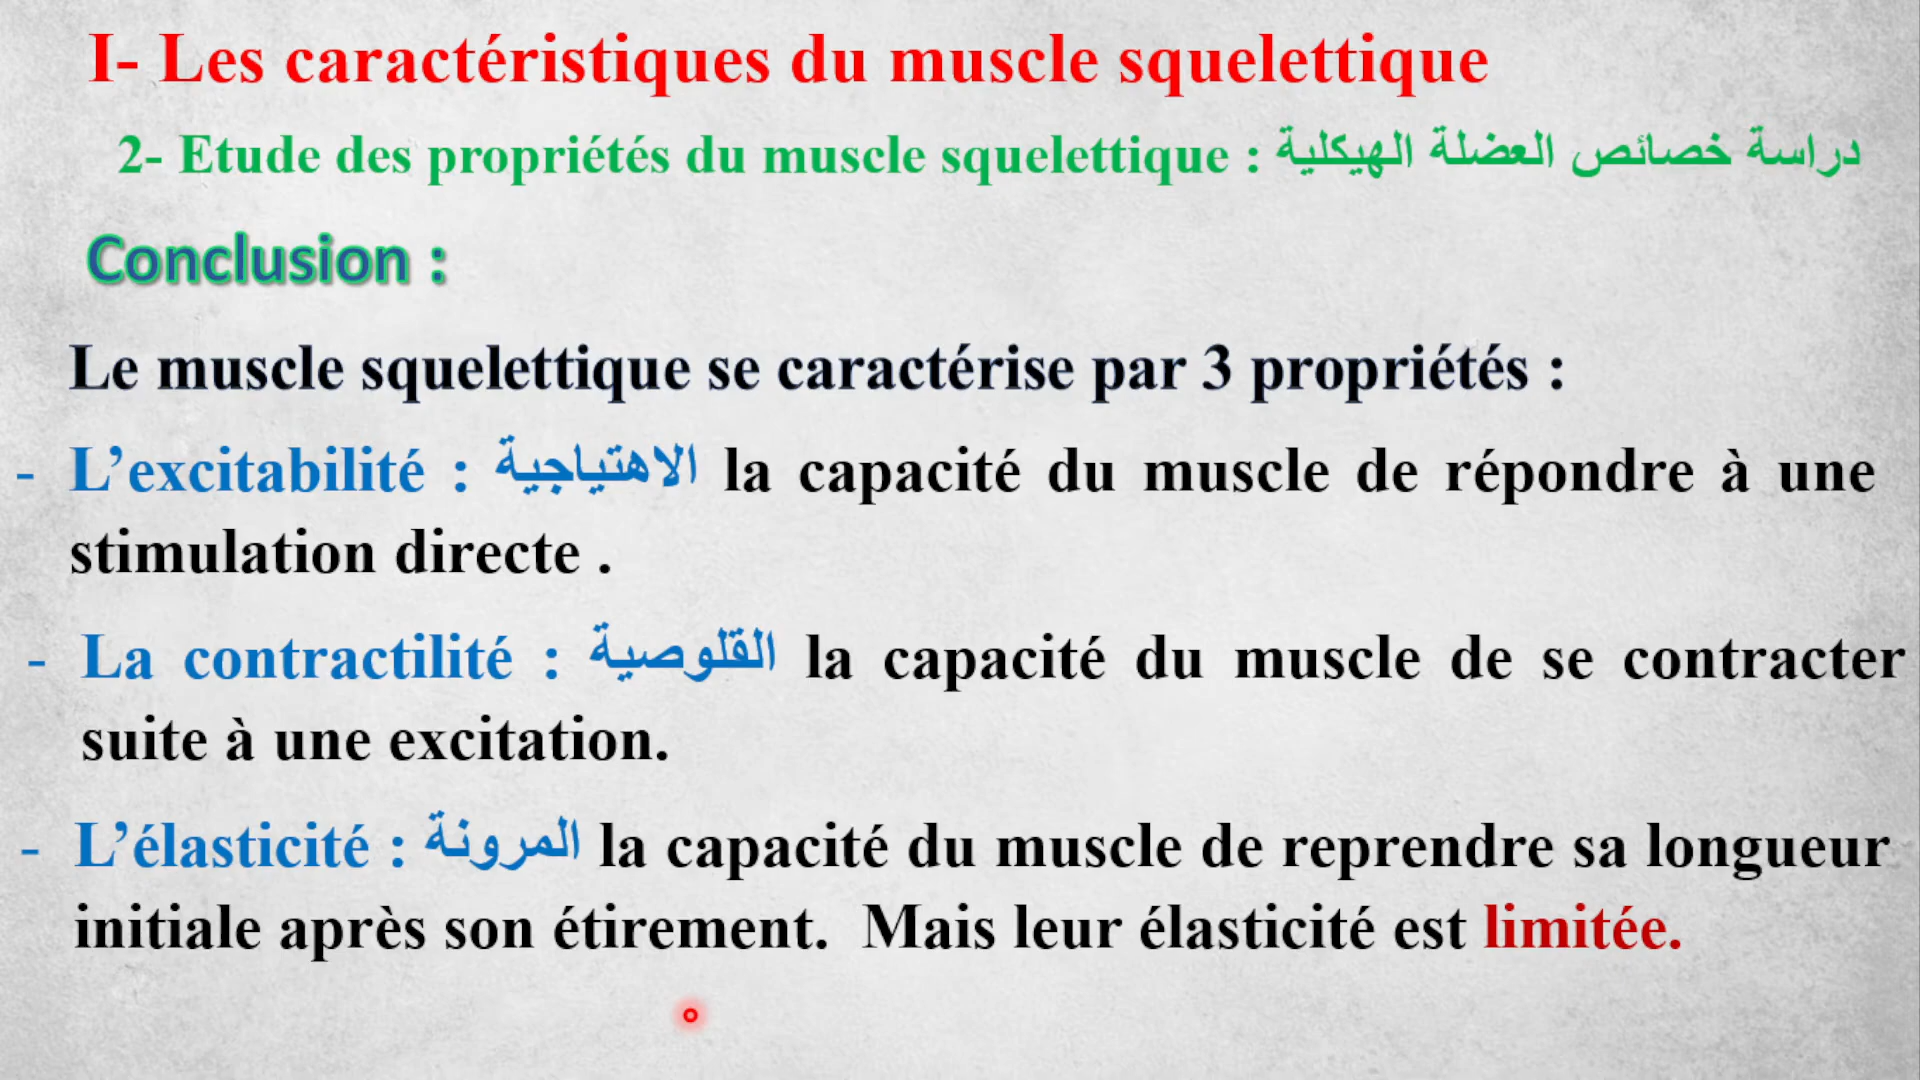 I- Les caractéristiques du muscle squelettique
2- Etude des propriétés du muscle squelettique : دراسة خصائص العضلة الهيكلية
Conclusion :
Le muscle squelettique se caractérise par 3 propriétés :
- L’excitabilité : الاهتياجية la capacité du muscle de répondre à une
stimulation directe .
- La contractilité : القلوصية la capacité du muscle de se contracter
suite à une excitation.
- L’élasticité : المرونة la capacité du muscle de reprendre sa longueur
initiale après son étirement. Mais leur élasticité est limitée.